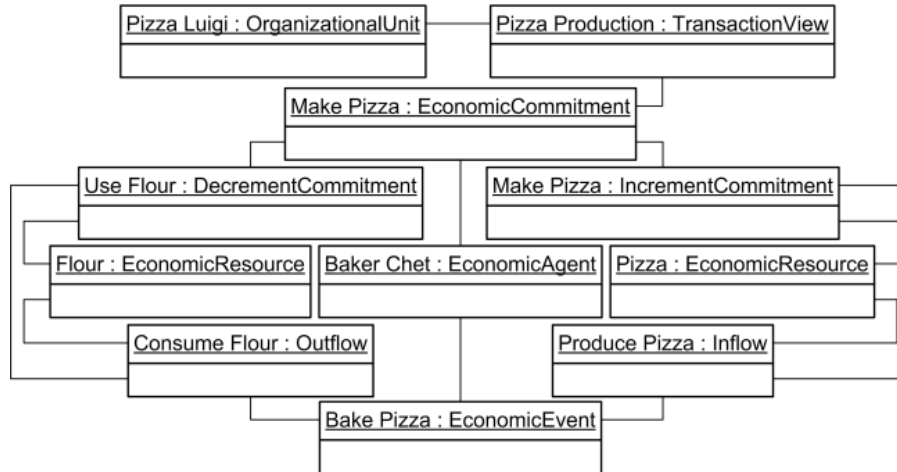 Pizza Luigi : OrganizationalUnit
Pizza Production : TransactionView
Make Pizza : EconomicCommitment
Use Flour : DecrementCommitment
Make Pizza : IncrementCommitment
Flour : EconomicResource
Baker Chet : EconomicAgent
Pizza : EconomicResource
Consume Flour : Outflow
Produce Pizza : Inflow
Bake Pizza : EconomicEvent